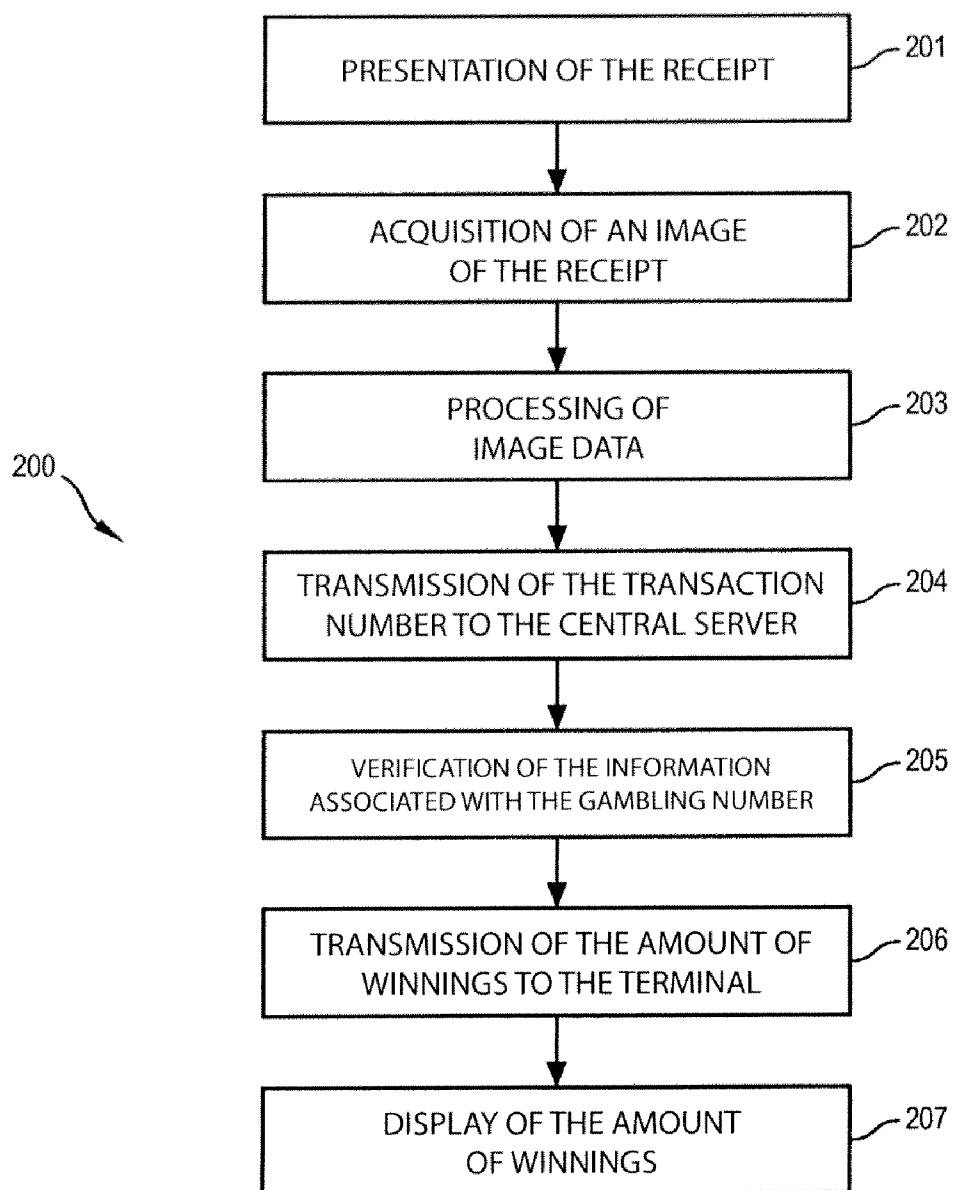 PRESENTATION OF THE RECEIPT
201
ACQUISITION OF AN IMAGE
OF THE RECEIPT
202
PROCESSING OF
IMAGE DATA
203
200
TRANSMISSION OF THE TRANSACTION
NUMBER TO THE CENTRAL SERVER
204
VERIFICATION OF THE INFORMATION
ASSOCIATED WITH THE GAMBLING NUMBER
205
TRANSMISSION OF THE AMOUNT OF
WINNINGS TO THE TERMINAL
206
DISPLAY OF THE AMOUNT
OF WINNINGS
207